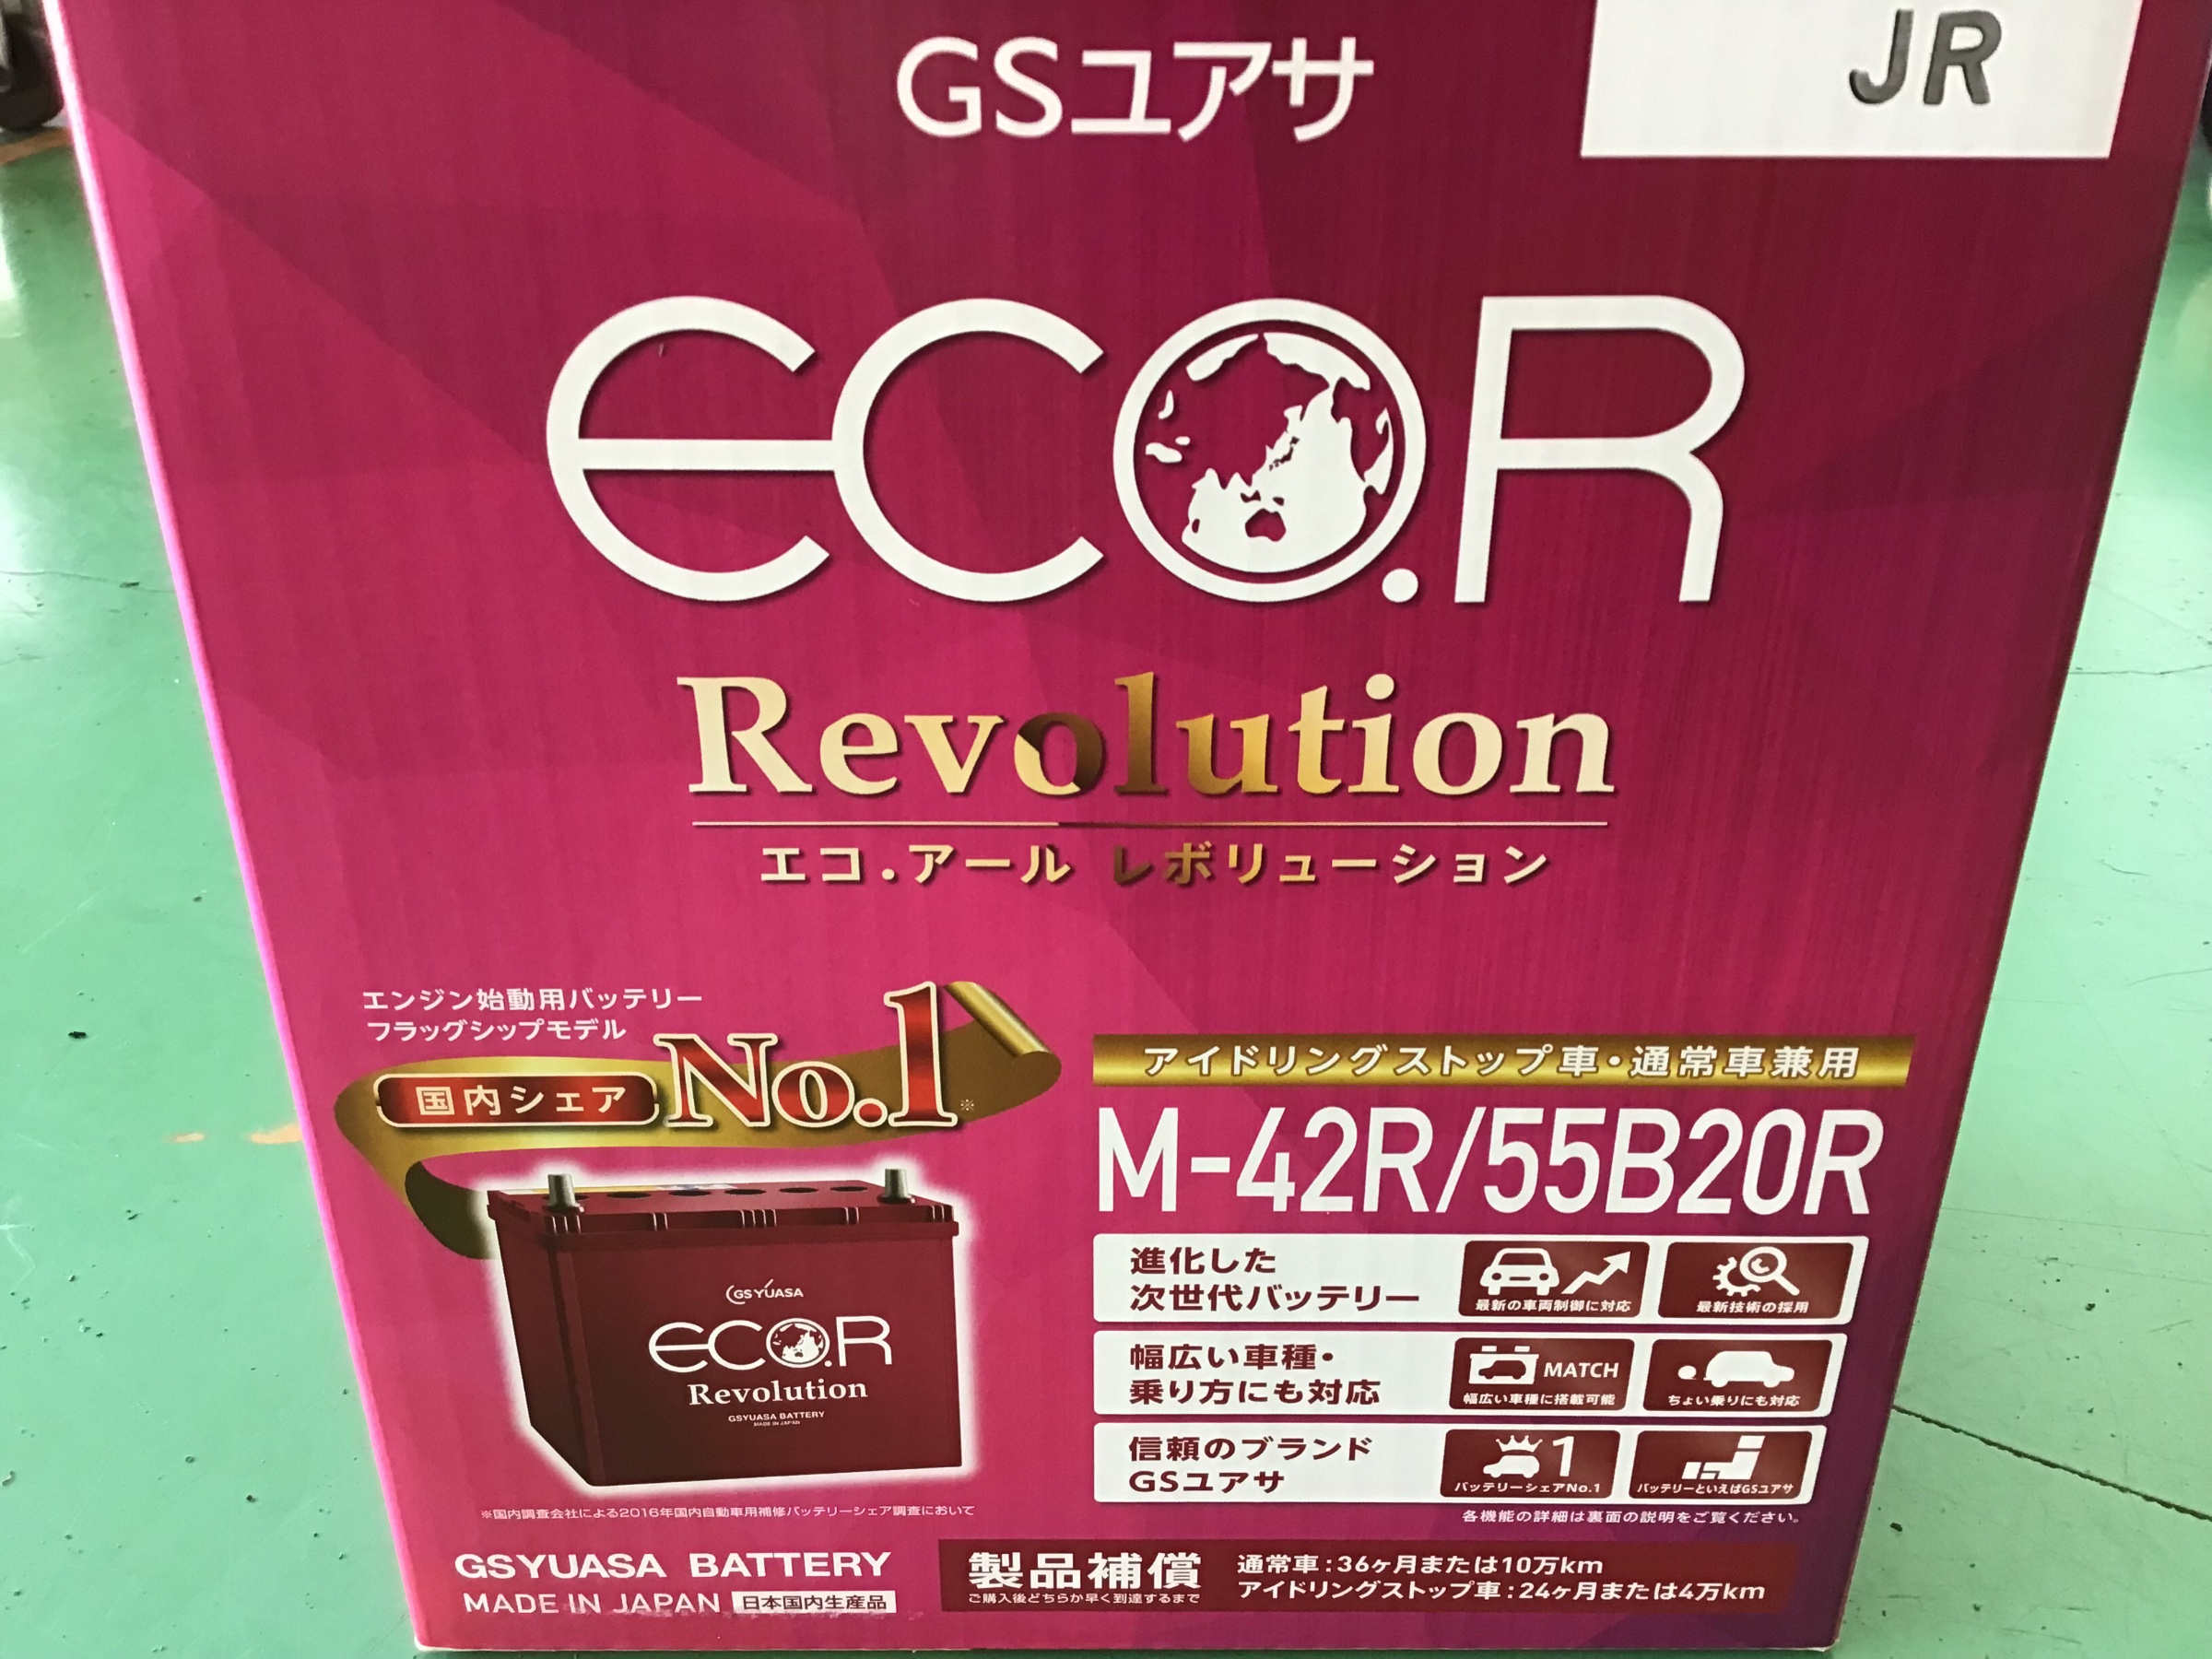 GSユアサ
JR
eco.R
Revolution
エコ.アール レボリューション
エンジン始動用バッテリー
フラッグシップモデル
国内シェア No.1※
アイドリングストップ車・通常車兼用
M-42R/55B20R
進化した
次世代バッテリー
最新の車両制御に対応
最新技術の採用
幅広い車種・
乗り方にも対応
MATCH
幅広い車種に搭載可能
ちょい乗りにも対応
信頼のブランド
GSユアサ
1
バッテリーシェアNo.1
バッテリーといえばGSユアサ
各機能の詳細は裏面の説明をご覧ください。
GS YUASA
eco.R
Revolution
GSYUASA BATTERY
MADE IN JAPAN
※国内調査会社による2016年国内自動車用補修バッテリーシェア調査において
GSYUASA BATTERY
MADE IN JAPAN 日本国内生産品
製品補償
ご購入後どちらか早く到達するまで
通常車:36ヶ月または10万km
アイドリングストップ車:24ヶ月または4万km